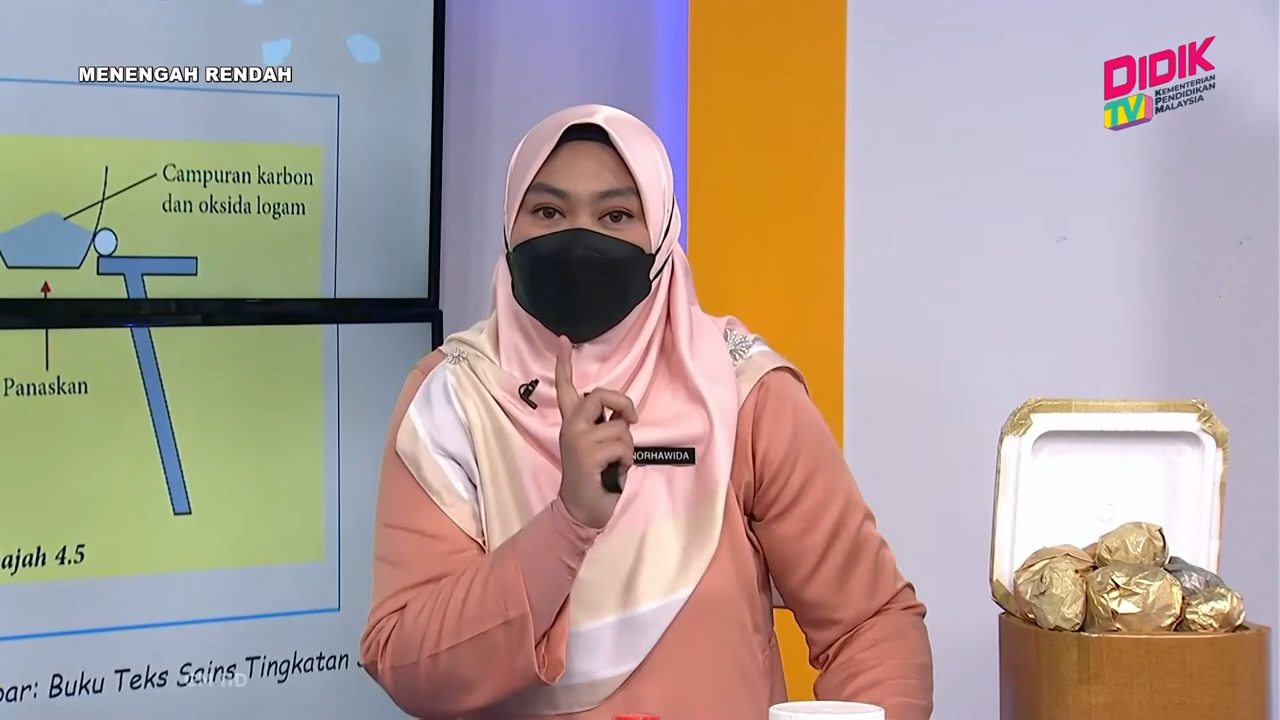 MENENGAH RENDAH
DIDIK
TV
KEMENTERIAN
PENDIDIKAN
MALAYSIA
Campuran karbon
dan oksida logam
Panaskan
ajah 4.5
bar: Buku Teks Sains Tingkatan
NORHAWIDA